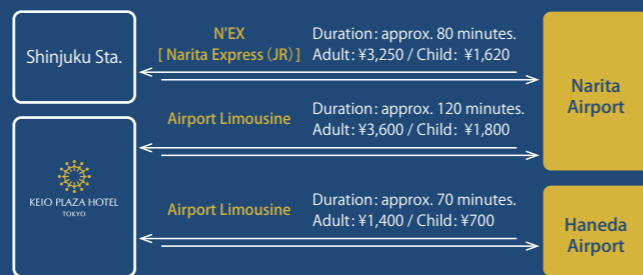 Shinjuku Sta.
N'EX
[ Narita Express (JR) ]
Duration: approx. 80 minutes.
Adult: ¥3,250 / Child: ¥1,620
Narita
Airport
Airport Limousine
Duration: approx. 120 minutes.
Adult: ¥3,600 / Child: ¥1,800
KEIO PLAZA HOTEL
TOKYO
Airport Limousine
Duration: approx. 70 minutes.
Adult: ¥1,400 / Child: ¥700
Haneda
Airport